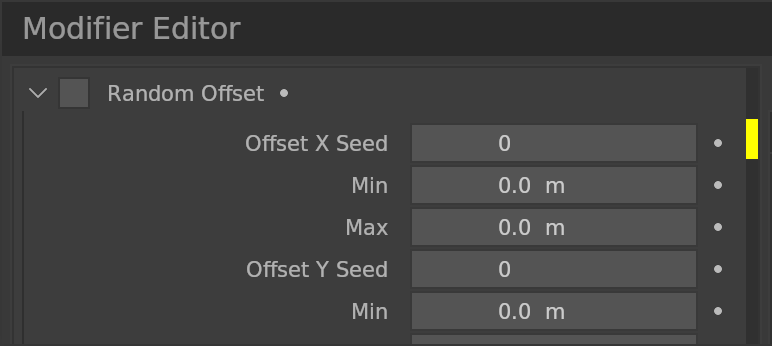 Modifier Editor
Random Offset
Offset X Seed 0
Min 0.0 m
Max 0.0 m
Offset Y Seed 0
Min 0.0 m